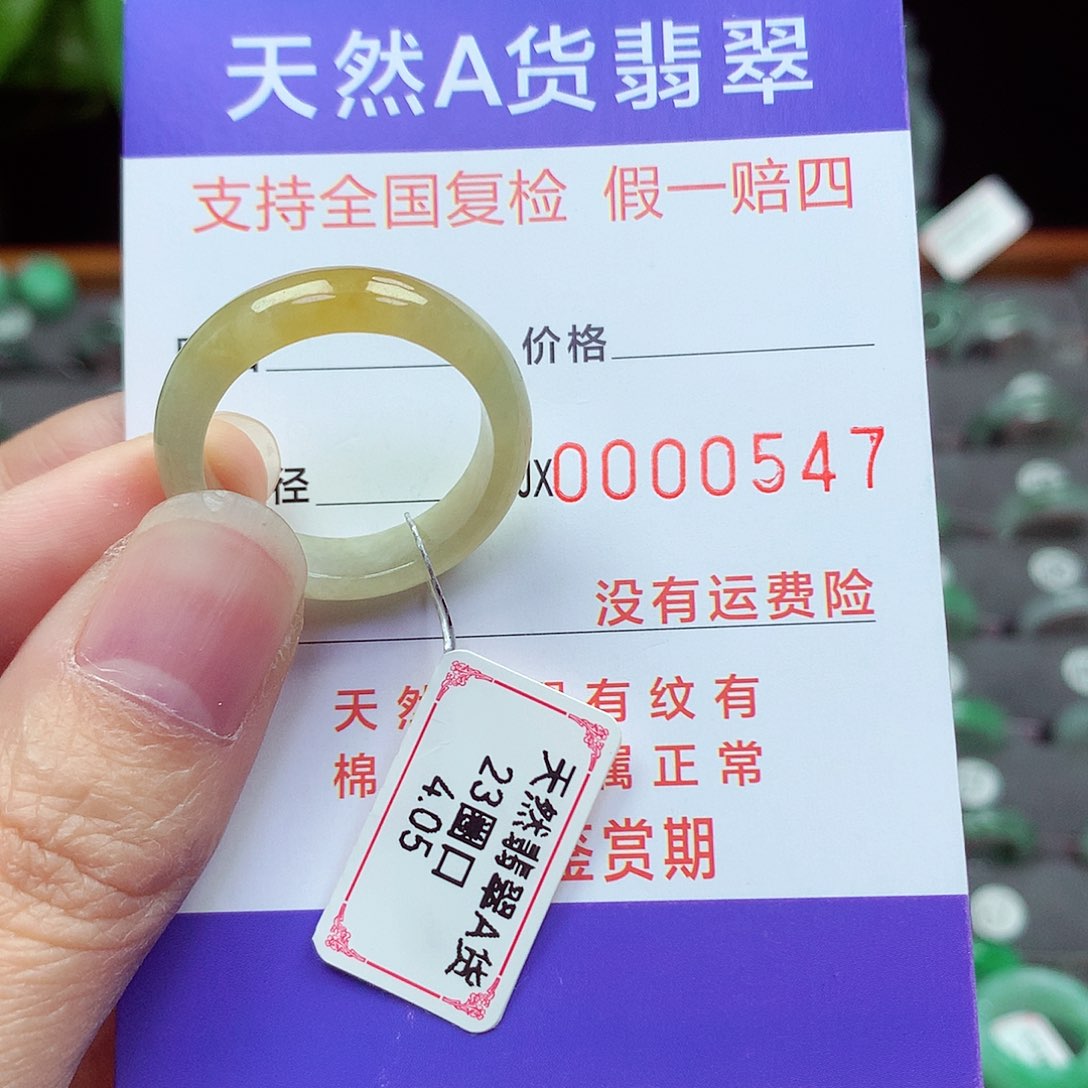 天然A货翡翠
支持全国复检 假一赔四
价格
径 JX0000547
没有运费险
天然 有纹有
棉 属正常
鉴赏期
天然翡翠A货
23圈口
4.05